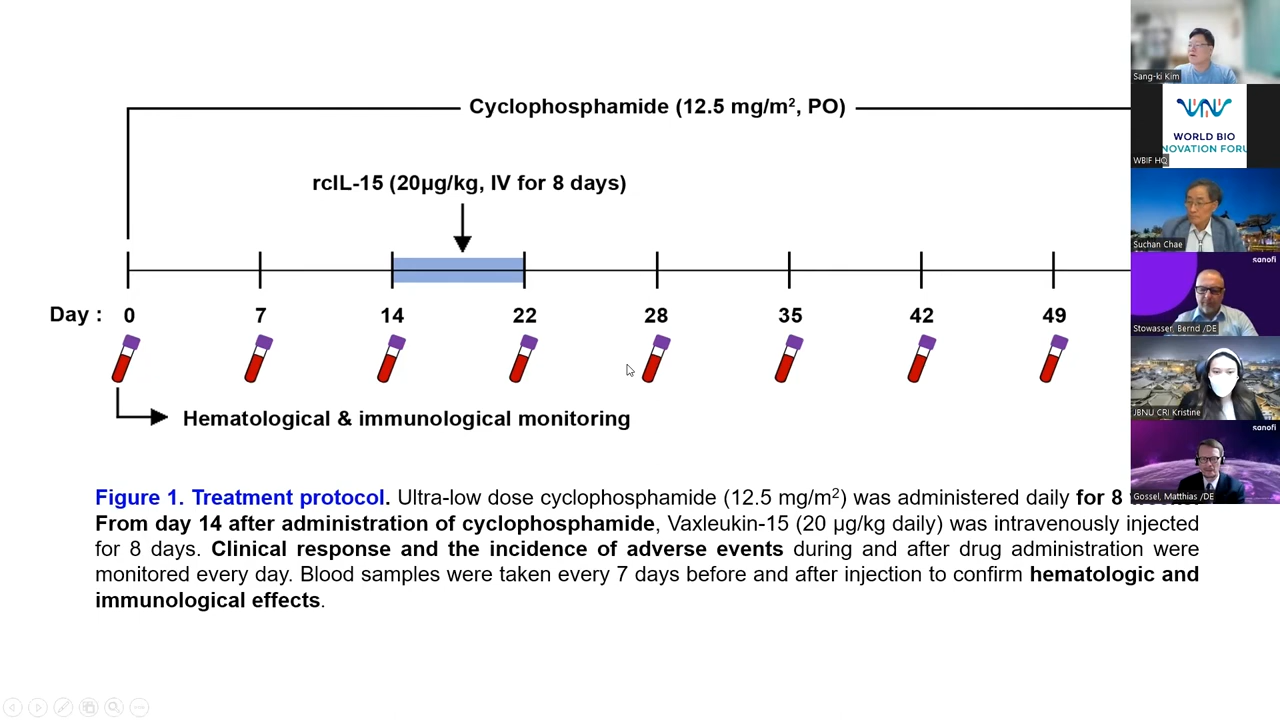 Cyclophosphamide (12.5 mg/m², PO)
rcIL-15 (20µg/kg, IV for 8 days)
Day : 0 7 14 22 28 35 42 49
Hematological & immunological monitoring
Figure 1. Treatment protocol. Ultra-low dose cyclophosphamide (12.5 mg/m²) was administered daily for 8
From day 14 after administration of cyclophosphamide, Vaxleukin-15 (20 µg/kg daily) was intravenously injected
for 8 days. Clinical response and the incidence of adverse events during and after drug administration were
monitored every day. Blood samples were taken every 7 days before and after injection to confirm hematologic and
immunological effects.
Sang-ki Kim
WORLD BIO
NOVATION FORU
WBIF HQ
Suchan Chae
sanofi
Stowasser, Bernd /DE
JBNU CRI Kristine
sanofi
Gossel, Matthias /DE